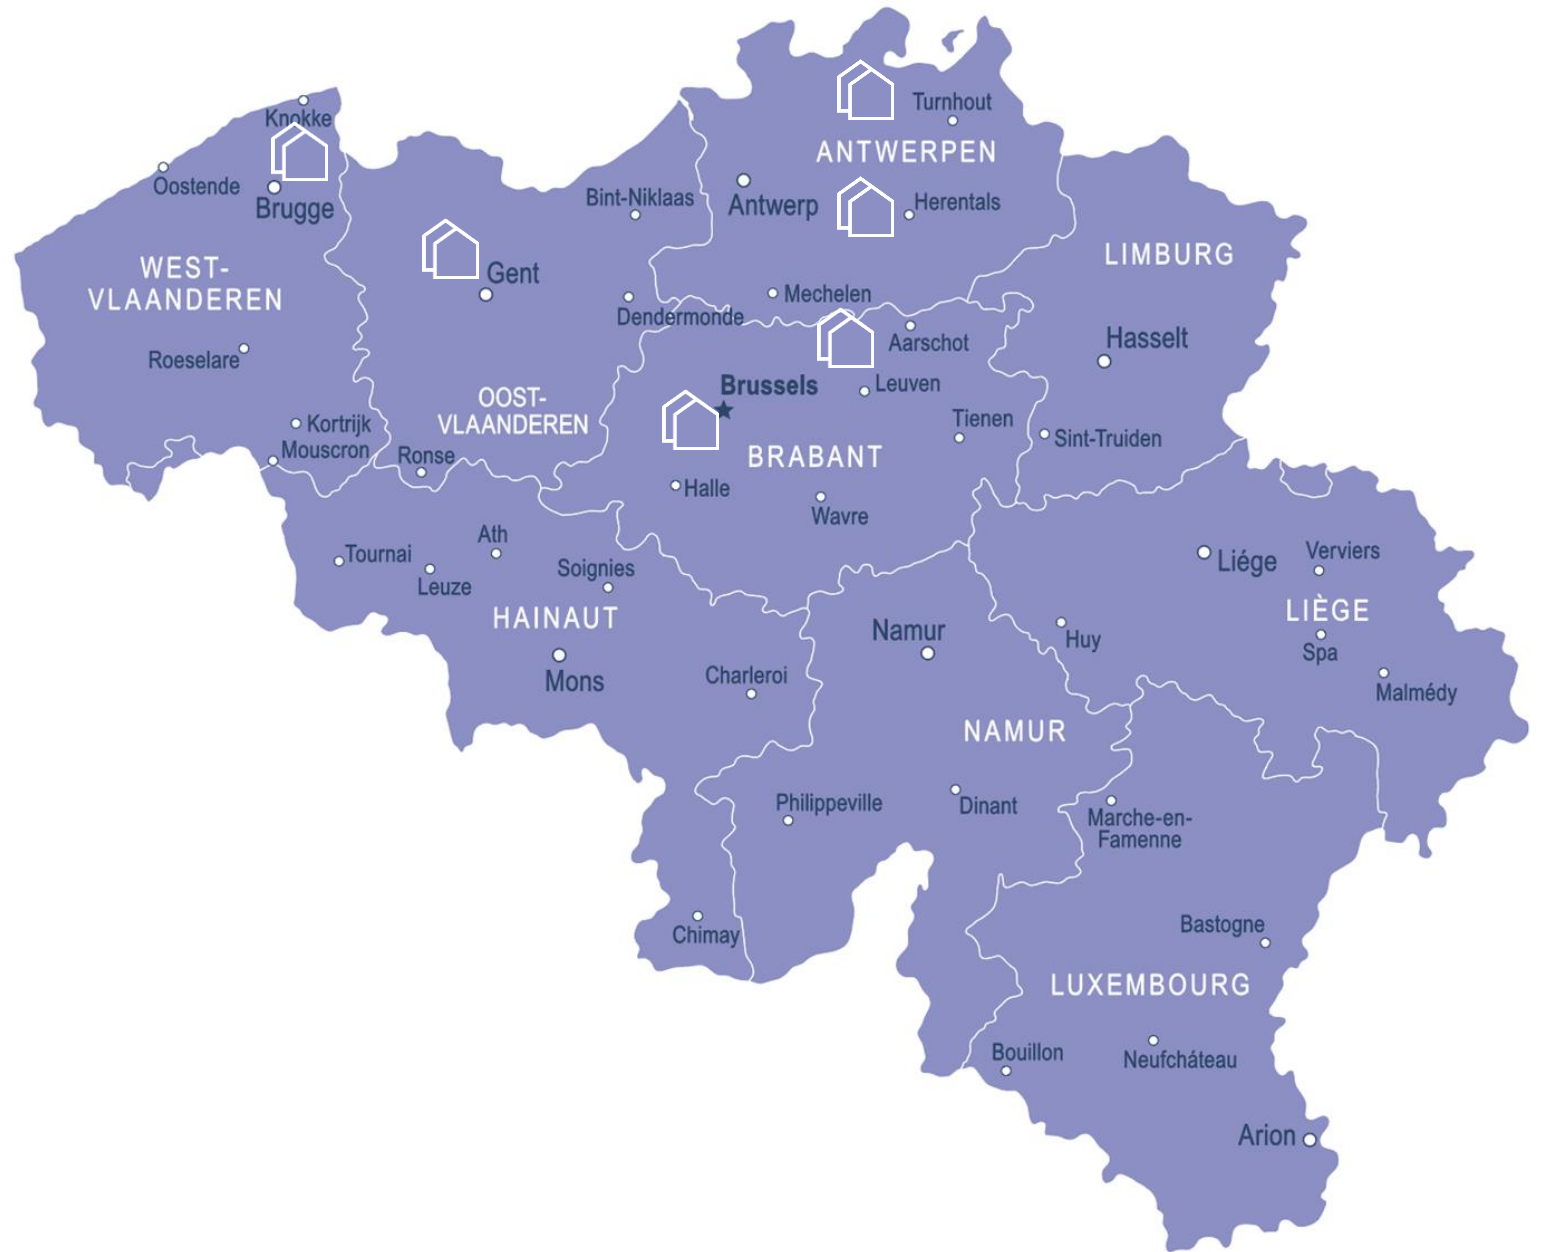 Knokke
Turnhout
ANTWERPEN
Oostende
Brugge
Bint-Niklaas
Antwerp
Herentals
WEST-
VLAANDEREN
Gent
LIMBURG
Mechelen
Dendermonde
Aarschot
Hasselt
Roeselare
Brussels
Leuven
OOST-
VLAANDEREN
Tienen
Kortrijk
Mouscron
Ronse
BRABANT
Sint-Truiden
Halle
Wavre
Ath
Tournai
Leuze
Soignies
Liége
Verviers
HAINAUT
LIÈGE
Namur
Huy
Spa
Mons
Charleroi
Malmédy
NAMUR
Philippeville
Dinant
Marche-en-
Famenne
Chimay
Bastogne
LUXEMBOURG
Bouillon
Neufcháteau
Arion